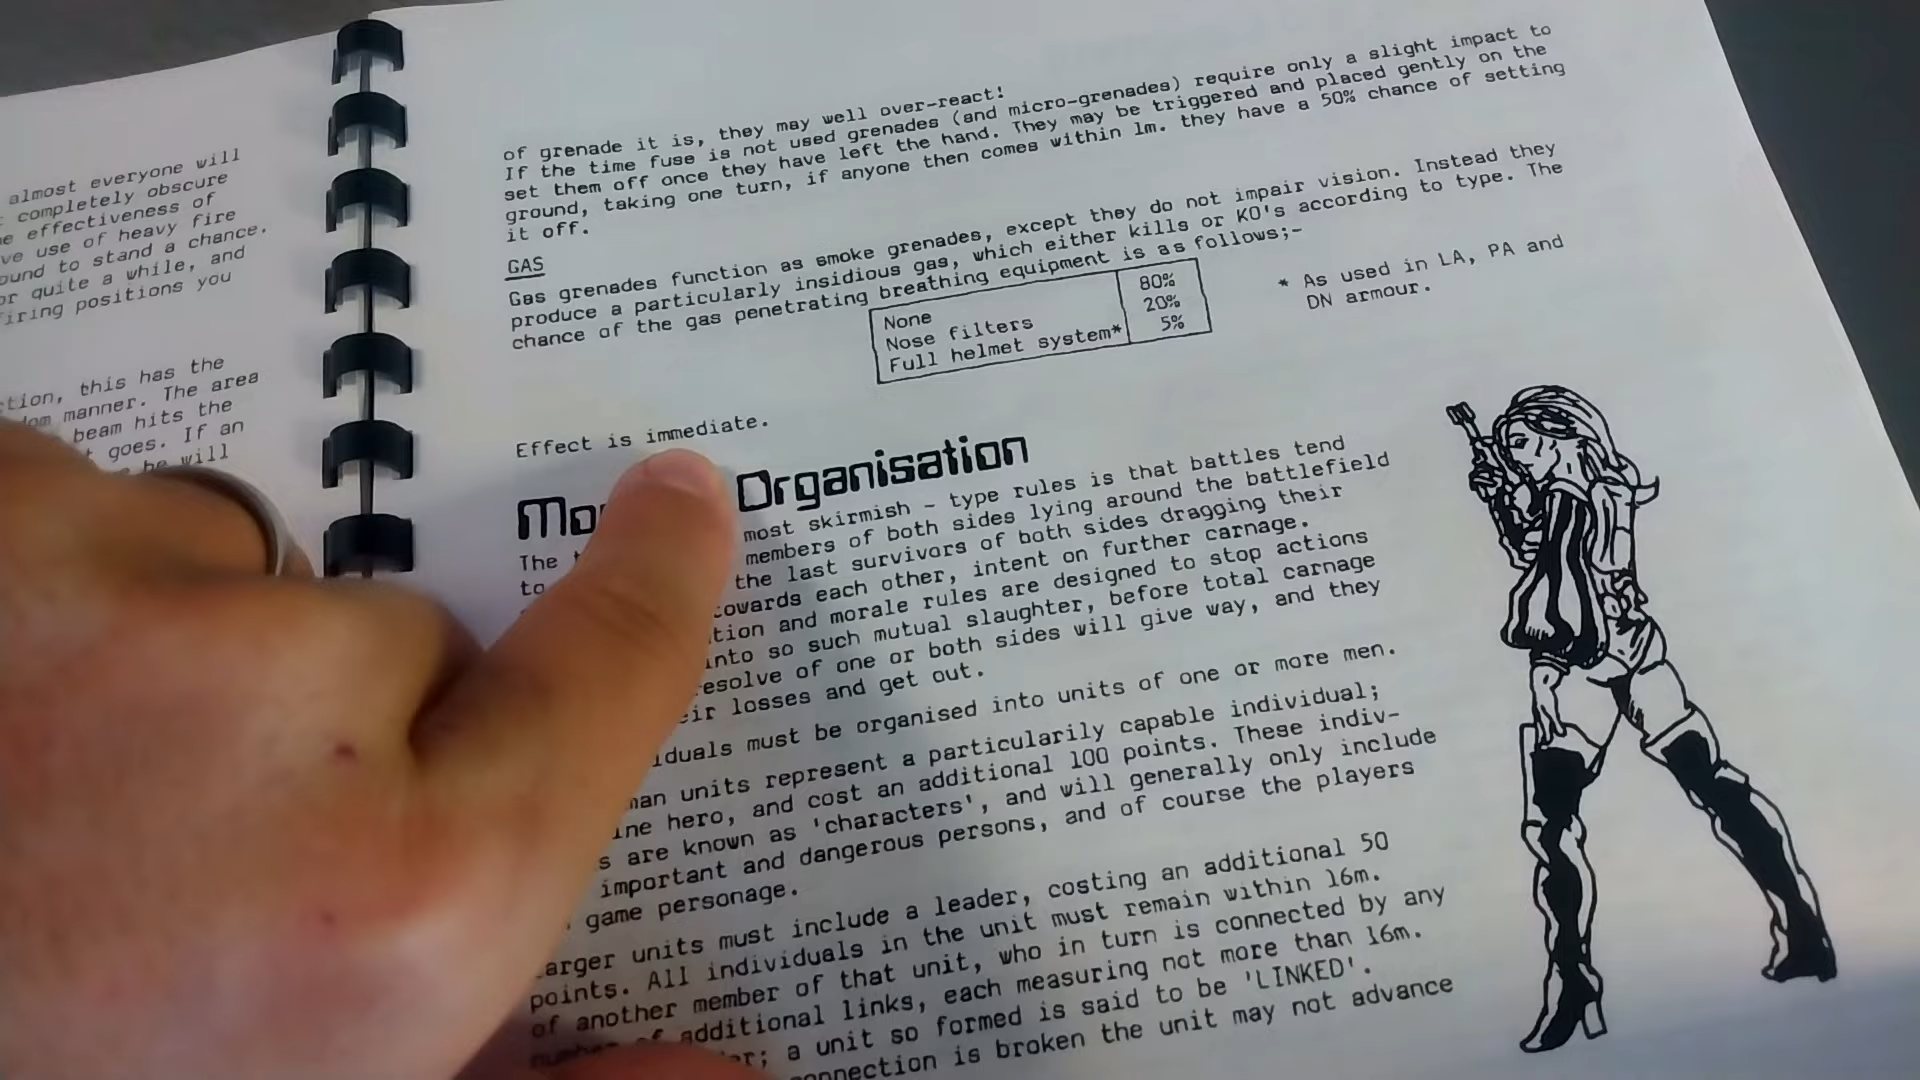 almost everyone will
completely obscure
effectiveness of
ve use of heavy fire
ound to stand a chance.
or quite a while, and
iring positions you
ction, this has the
dom manner. The area
beam hits the
goes. If an
he will
of grenade it is, they may well over-react!
If the time fuse is not used grenades (and micro-grenades) require only a slight impact to
set them off once they have left the hand. They may be triggered and placed gently on the
ground, taking one turn, if anyone then comes within 1m. they have a 50% chance of setting
it off.
GAS
Gas grenades function as smoke grenades, except they do not impair vision. Instead they
produce a particularly insidious gas, which either kills or KO's according to type. The
chance of the gas penetrating breathing equipment is as follows;-
None 80%
Nose filters 20%
Full helmet system* 5%
* As used in LA, PA and
DN armour.
Effect is immediate.
Mo Organisation
The most skirmish - type rules is that battles tend
to members of both sides lying around the battlefield
the last survivors of both sides dragging their
towards each other, intent on further carnage.
tion and morale rules are designed to stop actions
into so such mutual slaughter, before total carnage
resolve of one or both sides will give way, and they
eir losses and get out.
iduals must be organised into units of one or more men.
man units represent a particularily capable individual;
ine hero, and cost an additional 100 points. These indiv-
s are known as 'characters', and will generally only include
important and dangerous persons, and of course the players
game personage.
arger units must include a leader, costing an additional 50
points. All individuals in the unit must remain within 16m.
of another member of that unit, who in turn is connected by any
number of additional links, each measuring not more than 16m.
er; a unit so formed is said to be 'LINKED'.
onnection is broken the unit may not advance